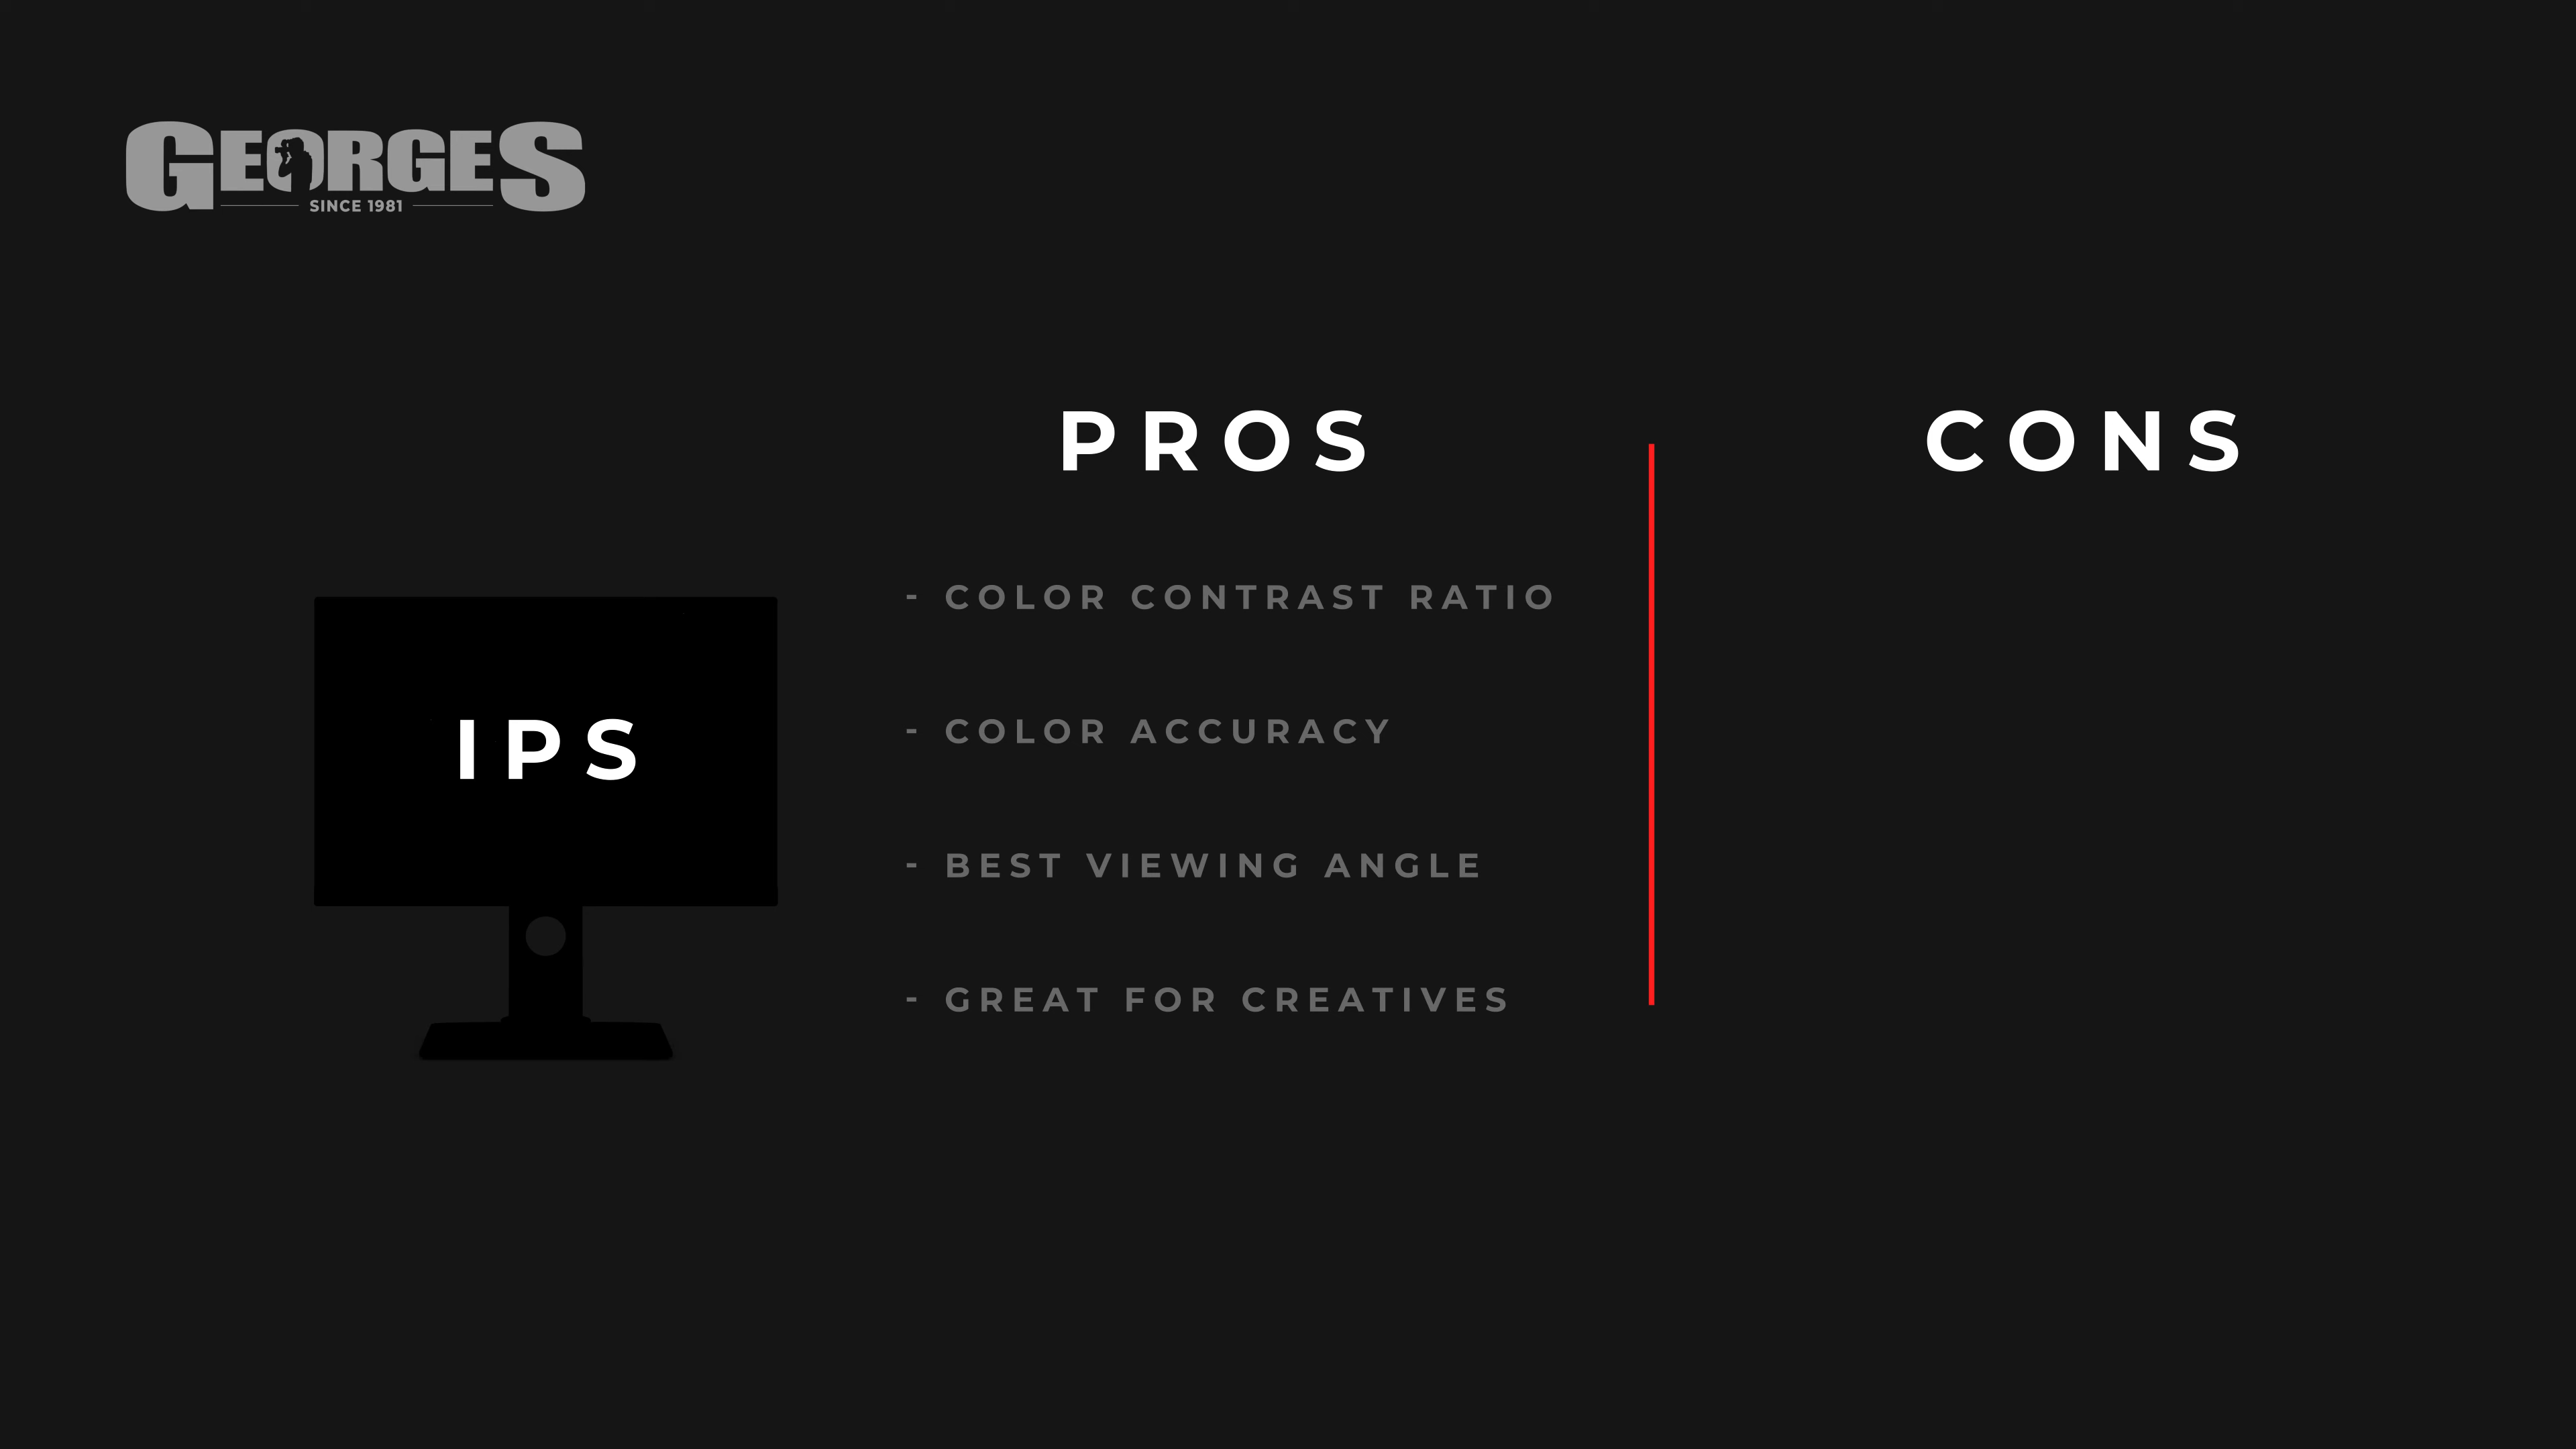 GEORGES
SINCE 1981
PROS
CONS
- COLOR CONTRAST RATIO
- COLOR ACCURACY
IPS
- BEST VIEWING ANGLE
- GREAT FOR CREATIVES